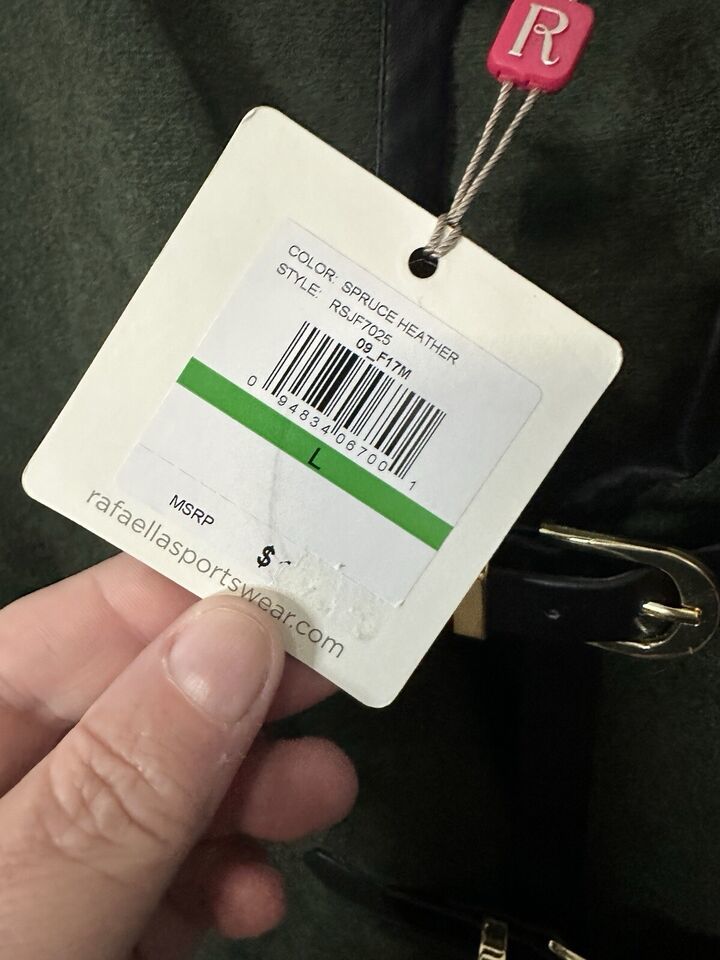 R
COLOR: SPRUCE HEATHER
STYLE: RSJF7025
09_F17M
0 94834 06700 1
L
MSRP
$
rafaellasportswear.com